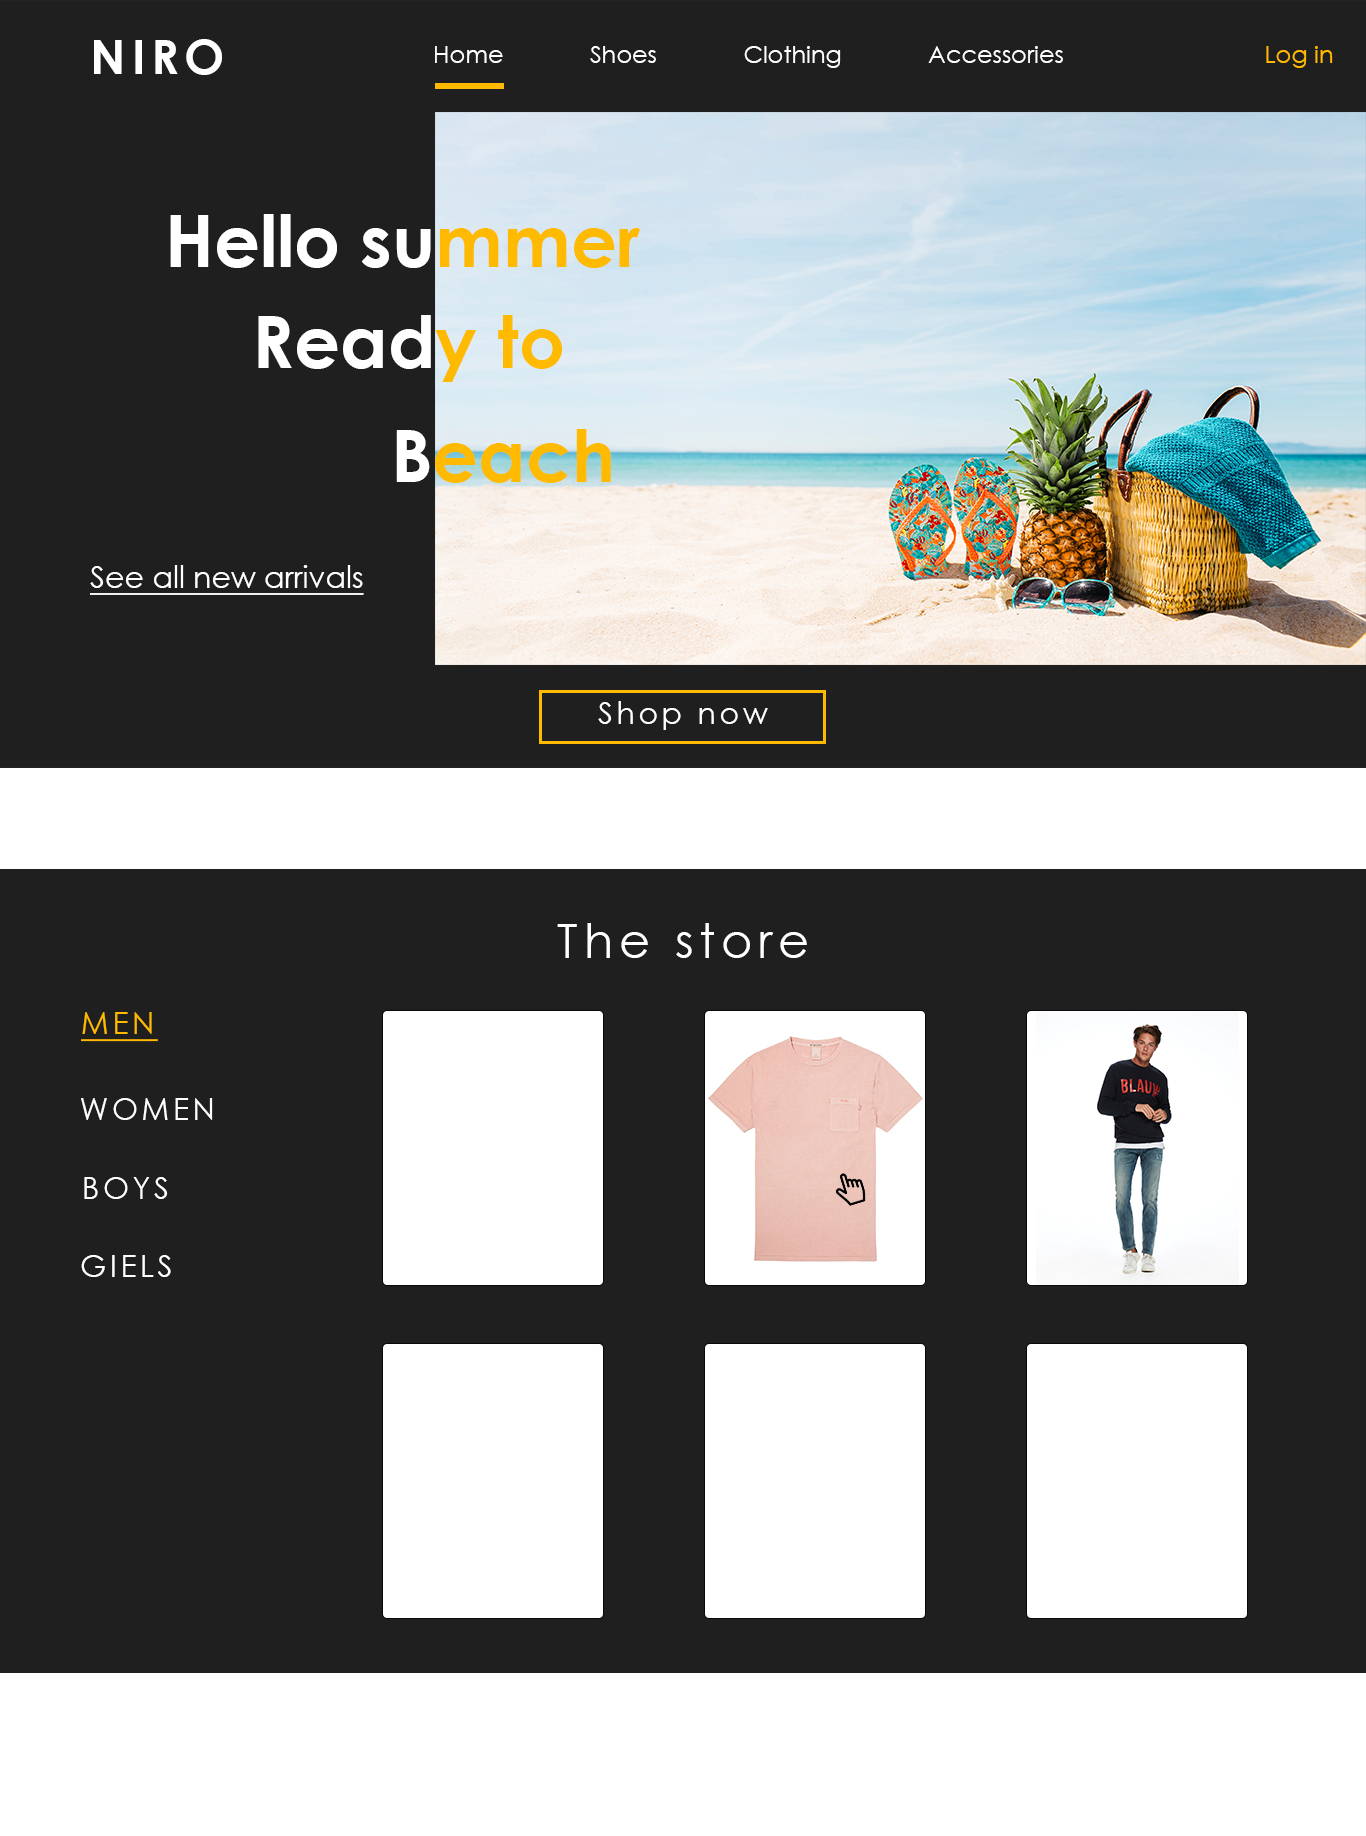 NIRO
Home Shoes Clothing Accessories Log in
Hello summer
Ready to
Beach
See all new arrivals
Shop now
The store
MEN
WOMEN
BOYS
GIELS
BLAUW